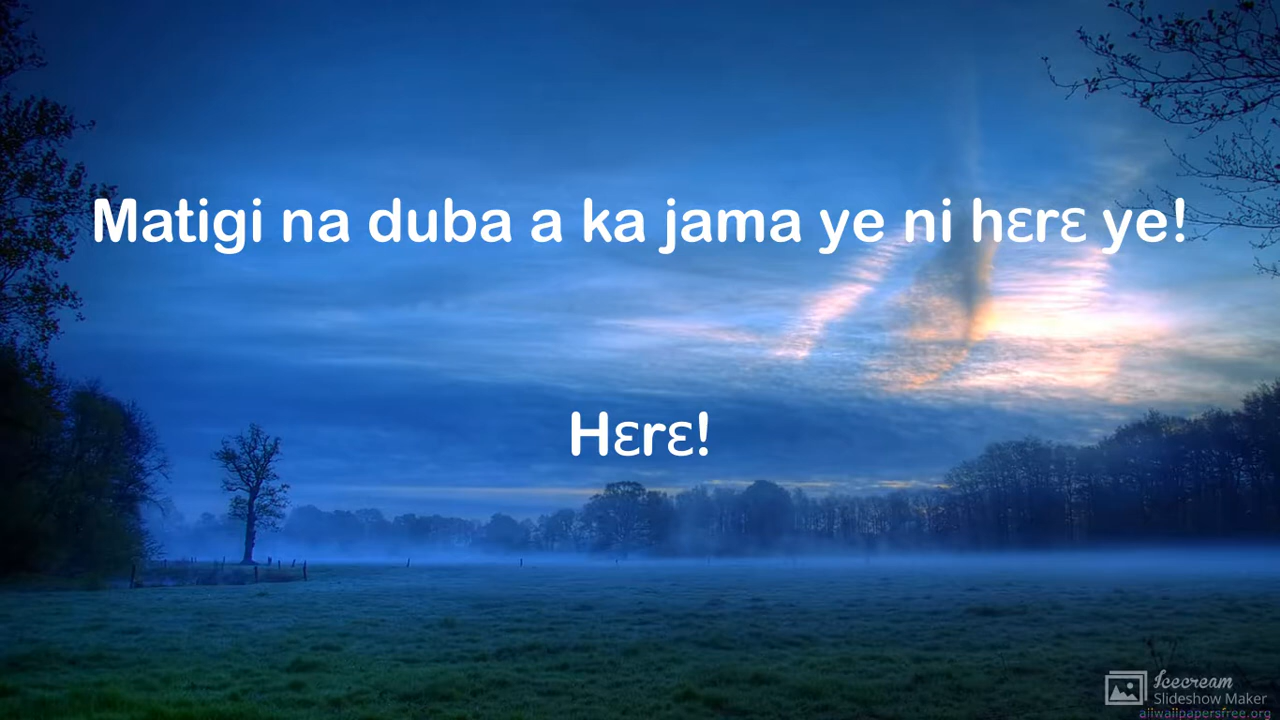 Matigi na duba a ka jama ye ni hɛrɛ ye!
Hɛrɛ!
Icecream
Slideshow Maker
allwallpapersfree.org